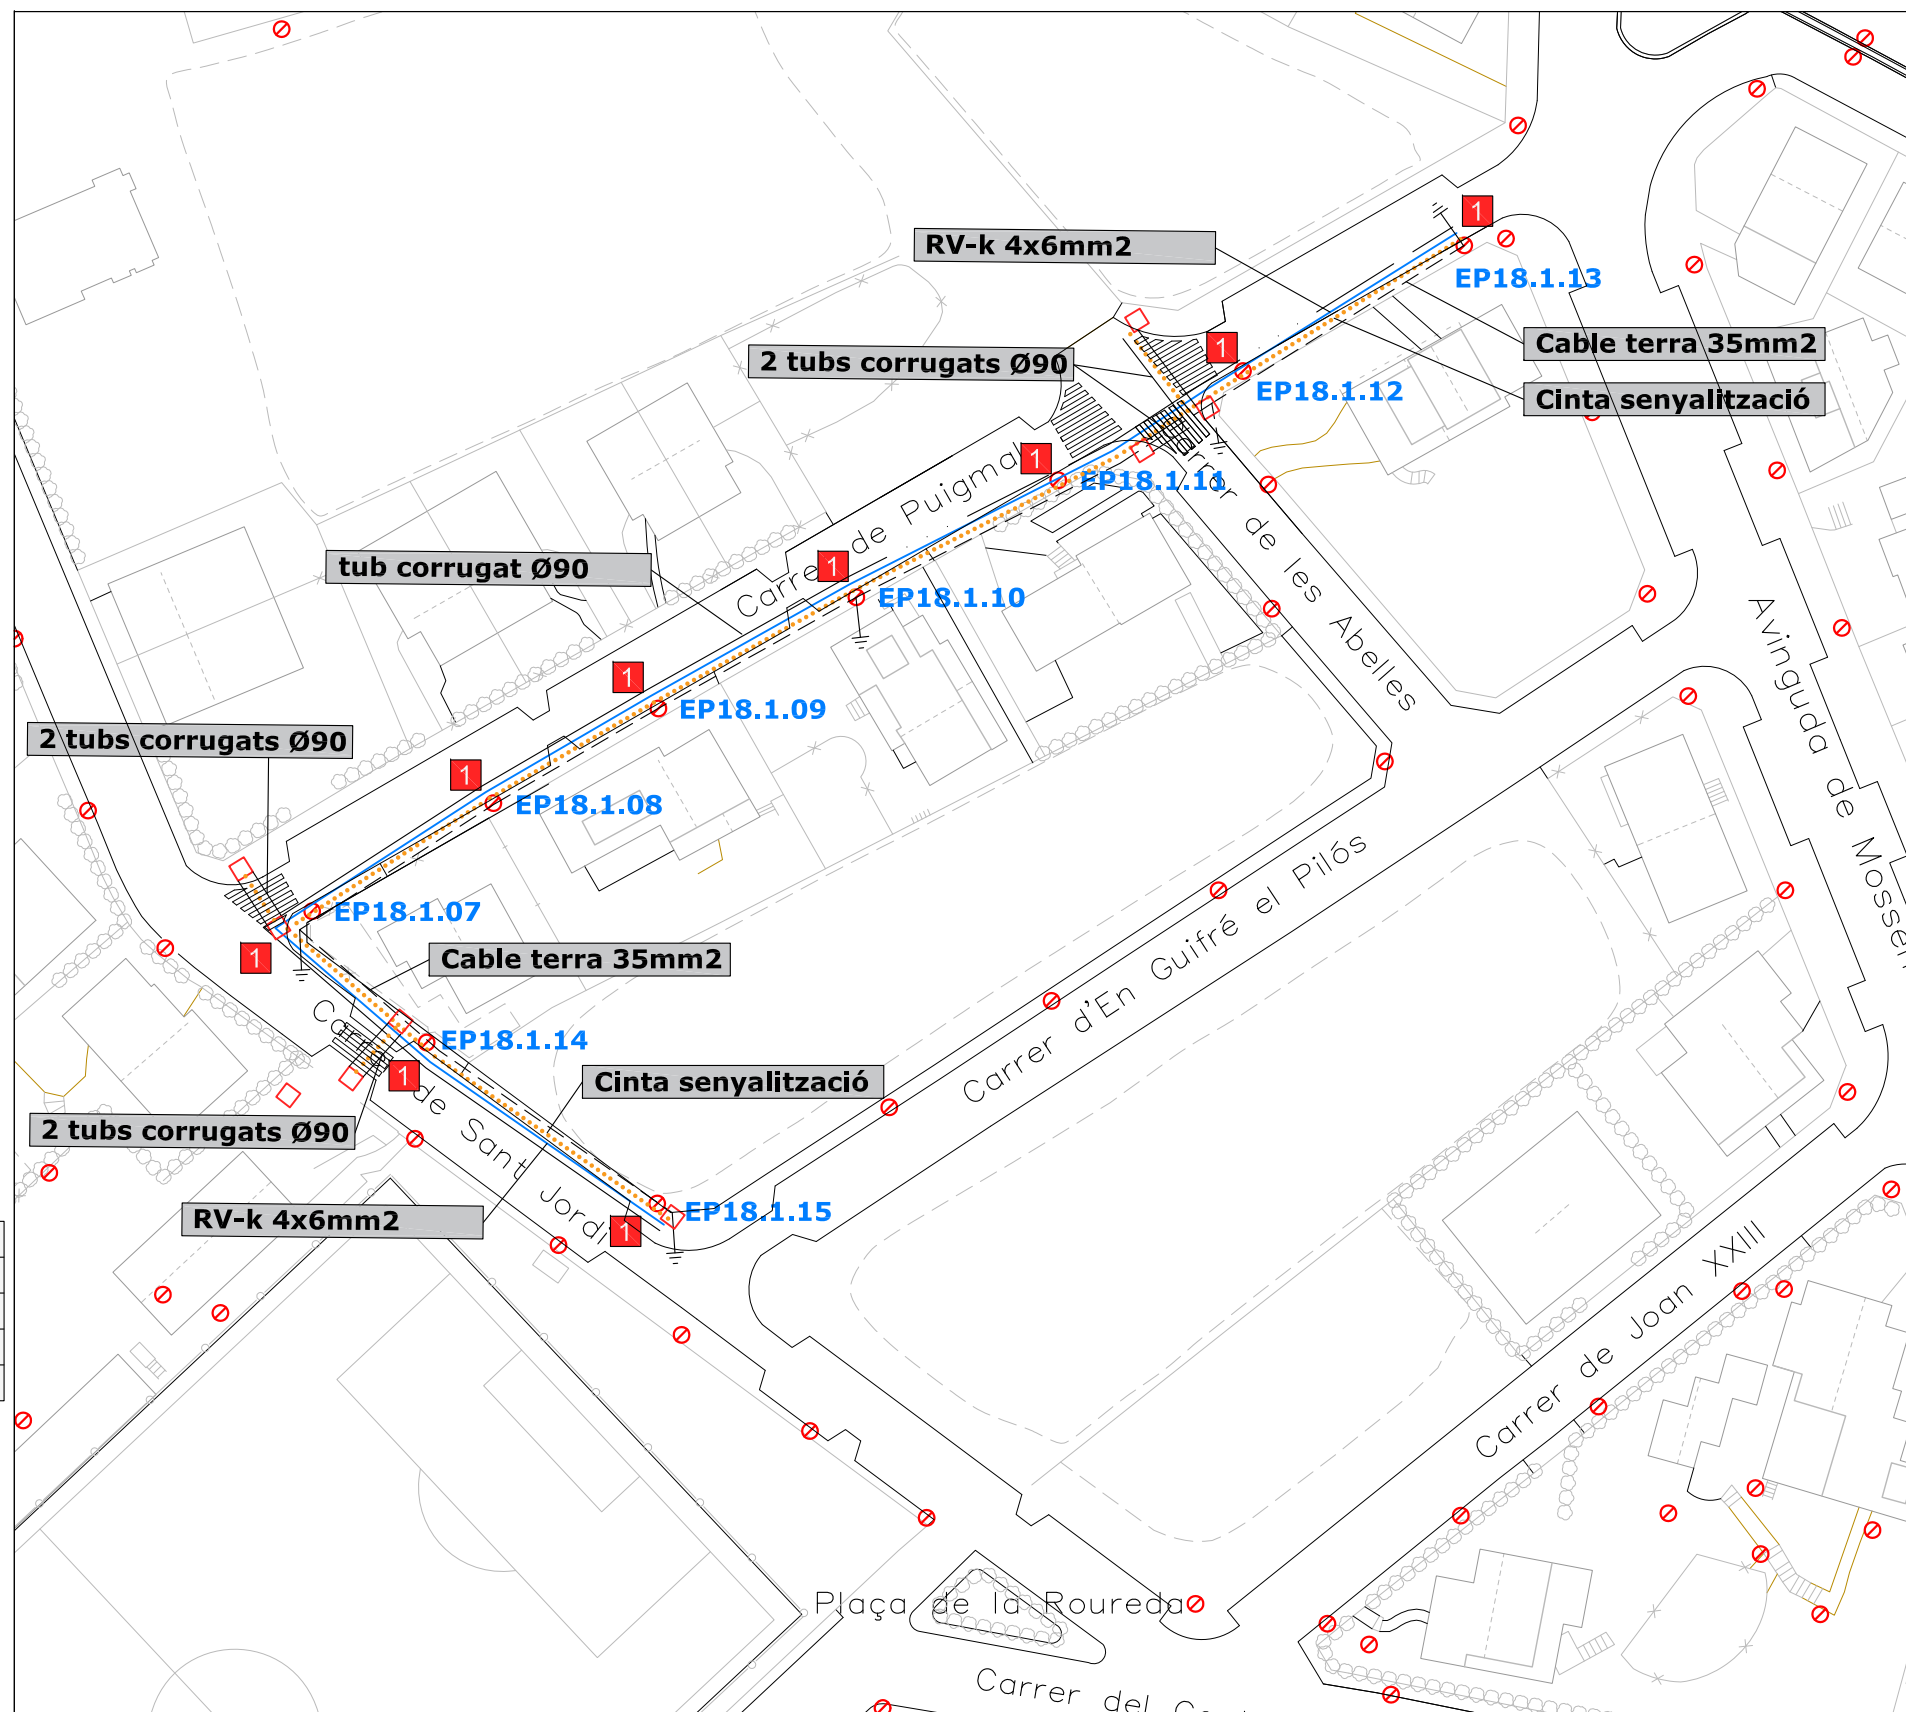 1
RV-k 4x6mm2
EP18.1.13
Cable terra 35mm2
1
2 tubs corrugats Ø90
EP18.1.12
Cinta senyalització
1
EP18.1.11
Carrer de Puigmal
Carrer de les Abelles
tub corrugat Ø90
1
EP18.1.10
Avinguda de Mossèn
1
EP18.1.09
2 tubs corrugats Ø90
1
EP18.1.08
EP18.1.07
1
Cable terra 35mm2
Carrer d'En Guifré el Pilós
EP18.1.14
Carrer de Sant Jordi
1
Cinta senyalització
2 tubs corrugats Ø90
RV-k 4x6mm2
EP18.1.15
1
Carrer de Joan XXIII
Plaça de la Roureda
Carrer del